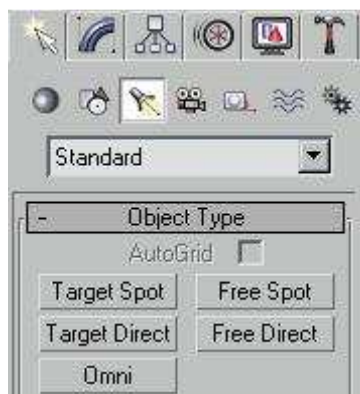 Standard
- Object Type
AutoGrid
Target Spot Free Spot
Target Direct Free Direct
Omni